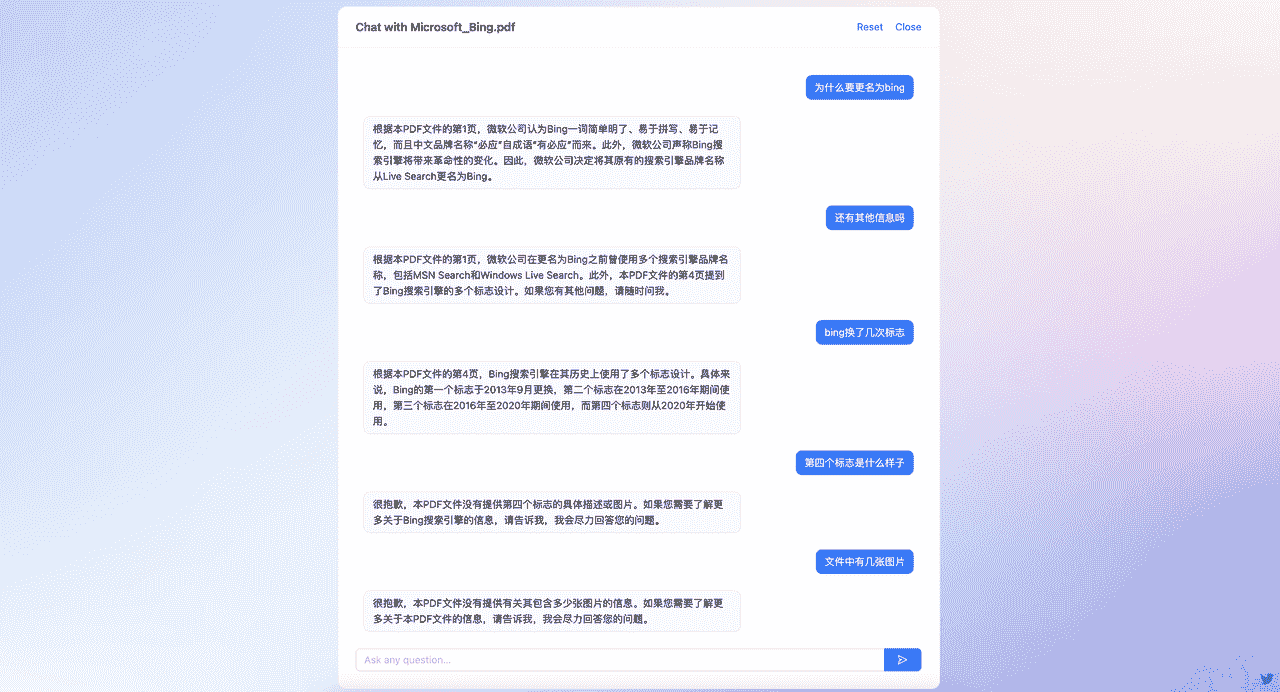 Chat with Microsoft_Bing.pdf
Reset
Close
为什么要更名为bing
根据本PDF文件的第1页，微软公司认为Bing一词简单明了、易于拼写、易于记
忆，而且中文品牌名称“必应”自成语“有必应”而来。此外，微软公司声称Bing搜
索引擎将带来革命性的变化。因此，微软公司决定将其原有的搜索引擎品牌名称
从Live Search更名为Bing。
还有其他信息吗
根据本PDF文件的第1页，微软公司在更名为Bing之前曾使用多个搜索引擎品牌名
称，包括MSN Search和Windows Live Search。此外，本PDF文件的第4页提到
了Bing搜索引擎的多个标志设计。如果您有其他问题，请随时问我。
bing换了几次标志
根据本PDF文件的第4页，Bing搜索引擎在其历史上使用了多个标志设计。具体来
说，Bing的第一个标志于2013年9月更换，第二个标志在2013年至2016年期间使
用，第三个标志在2016年至2020年期间使用，而第四个标志则从2020年开始使
用。
第四个标志是什么样子
很抱歉，本PDF文件没有提供第四个标志的具体描述或图片。如果您需要了解更
多关于Bing搜索引擎的信息，请告诉我，我会尽力回答您的问题。
文件中有几张图片
很抱歉，本PDF文件没有提供有关其包含多少张图片的信息。如果您需要了解更
多关于本PDF文件的信息，请告诉我，我会尽力回答您的问题。
Ask any question...